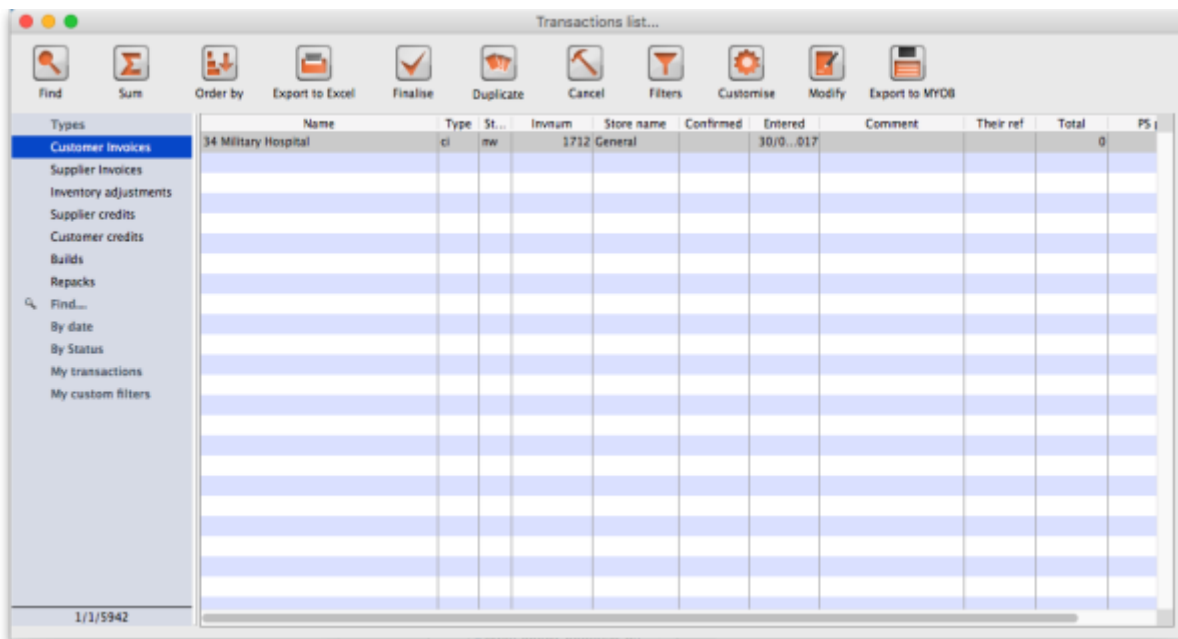 Transactions list...
Find Sum Order by Export to Excel Finalise Duplicate Cancel Filters Customise Modify Export to MYOB
Types Name Type St... Invnum Store name Confirmed Entered Comment Their ref Total PS
Customer Invoices 34 Military Hospital ci nw 1712 General 30/0...017 0
Supplier Invoices
Inventory adjustments
Supplier credits
Customer credits
Builds
Repacks
Find...
By date
By Status
My transactions
My custom filters
1/1/5942